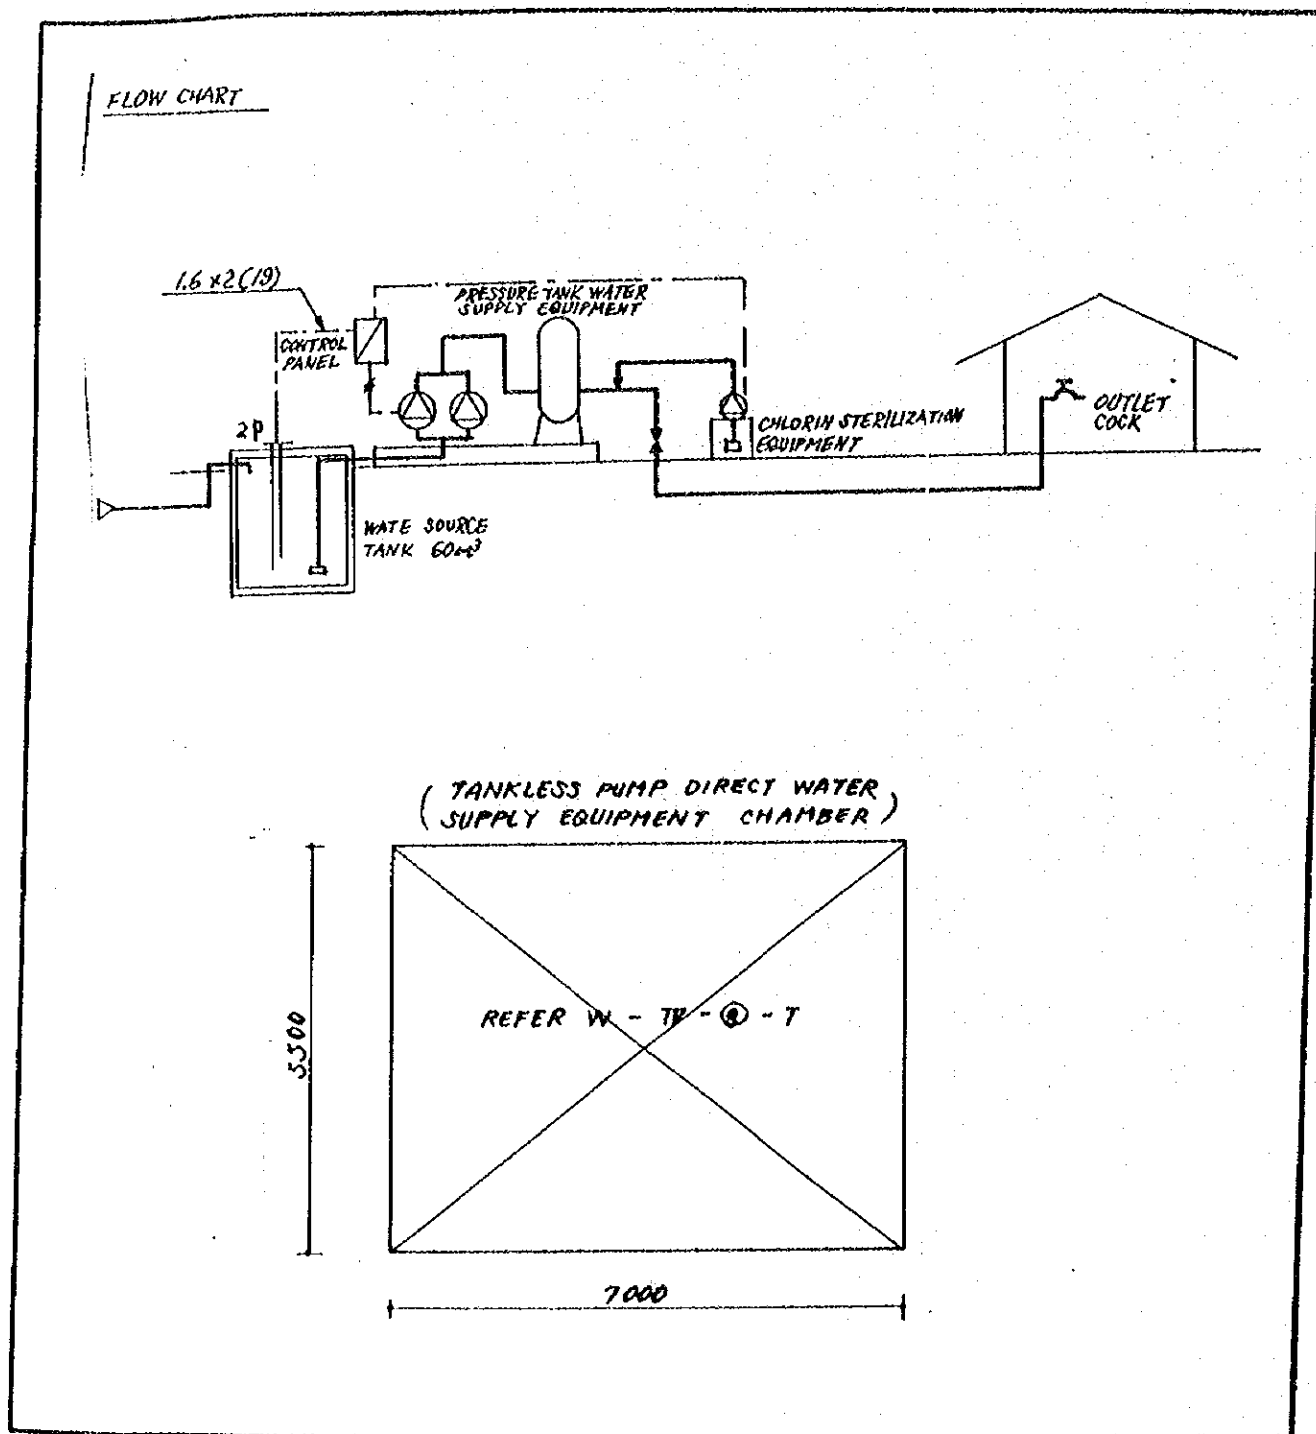 FLOW CHART
1.6 x2(19)
PRESSURE TANK WATER
SUPPLY EQUIPMENT
CONTROL
PANEL
2P
CHLORIN STERILIZATION
EQUIPMENT
OUTLET
COCK
WATE SOURCE
TANK 60m³
(TANKLESS PUMP DIRECT WATER
SUPPLY EQUIPMENT CHAMBER)
REFER W - TP - - T
5500
7000